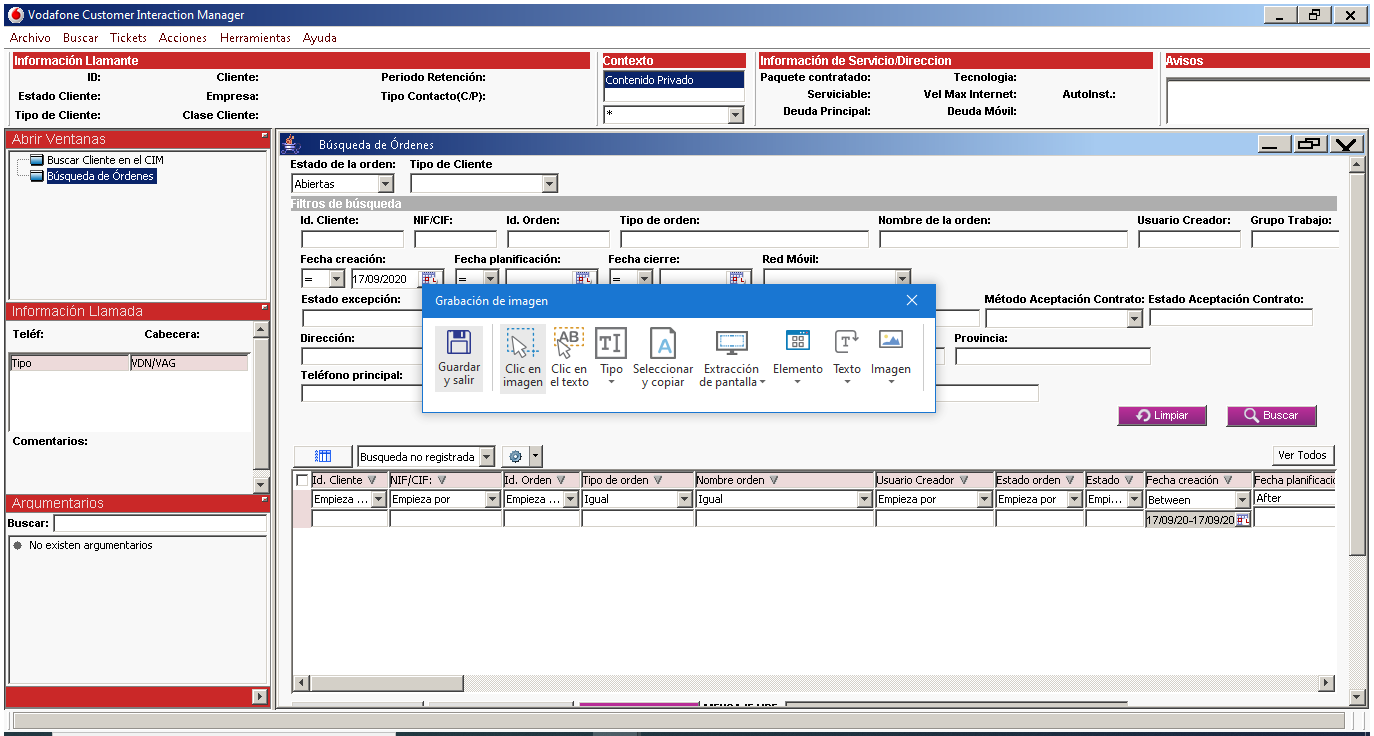 Vodafone Customer Interaction Manager
Archivo Buscar Tickets Acciones Herramientas Ayuda
Información Llamante
ID: Cliente: Periodo Retención:
Estado Cliente: Empresa: Tipo Contacto(C/P):
Tipo de Cliente: Clase Cliente:
Contexto
Contenido Privado
*
Información de Servicio/Direccion
Paquete contratado: Tecnologia:
Serviciable: Vel Max Internet: AutoInst.:
Deuda Principal: Deuda Móvil:
Avisos
Abrir Ventanas
Buscar Cliente en el CIM
Búsqueda de Órdenes
Información Llamada
Teléf: Cabecera:
Tipo VDN/VAG
Comentarios:
Argumentarios
Buscar:
No existen argumentarios
Búsqueda de Órdenes
Estado de la orden: Tipo de Cliente
Abiertas
Filtros de búsqueda
Id. Cliente: NIF/CIF: Id. Orden: Tipo de orden: Nombre de la orden: Usuario Creador: Grupo Trabajo:
Fecha creación: Fecha planificación: Fecha cierre: Red Móvil:
= 17/09/2020 = =
Estado excepción: Método Aceptación Contrato: Estado Aceptación Contrato:
Dirección: Provincia:
Teléfono principal:
Grabación de imagen
Guardar y salir
Clic en imagen
AB
Clic en el texto
TI
Tipo
A
Seleccionar y copiar
Extracción de pantalla
Elemento
T
Texto
Imagen
Limpiar Buscar
Busqueda no registrada Ver Todos
Id. Cliente NIF/CIF: Id. Orden Tipo de orden Nombre orden Usuario Creador Estado orden Estado Fecha creación Fecha planificació
Empieza ... Empieza por Empieza ... Igual Igual Empieza por Empieza por Empi... Between After
17/09/20-17/09/20